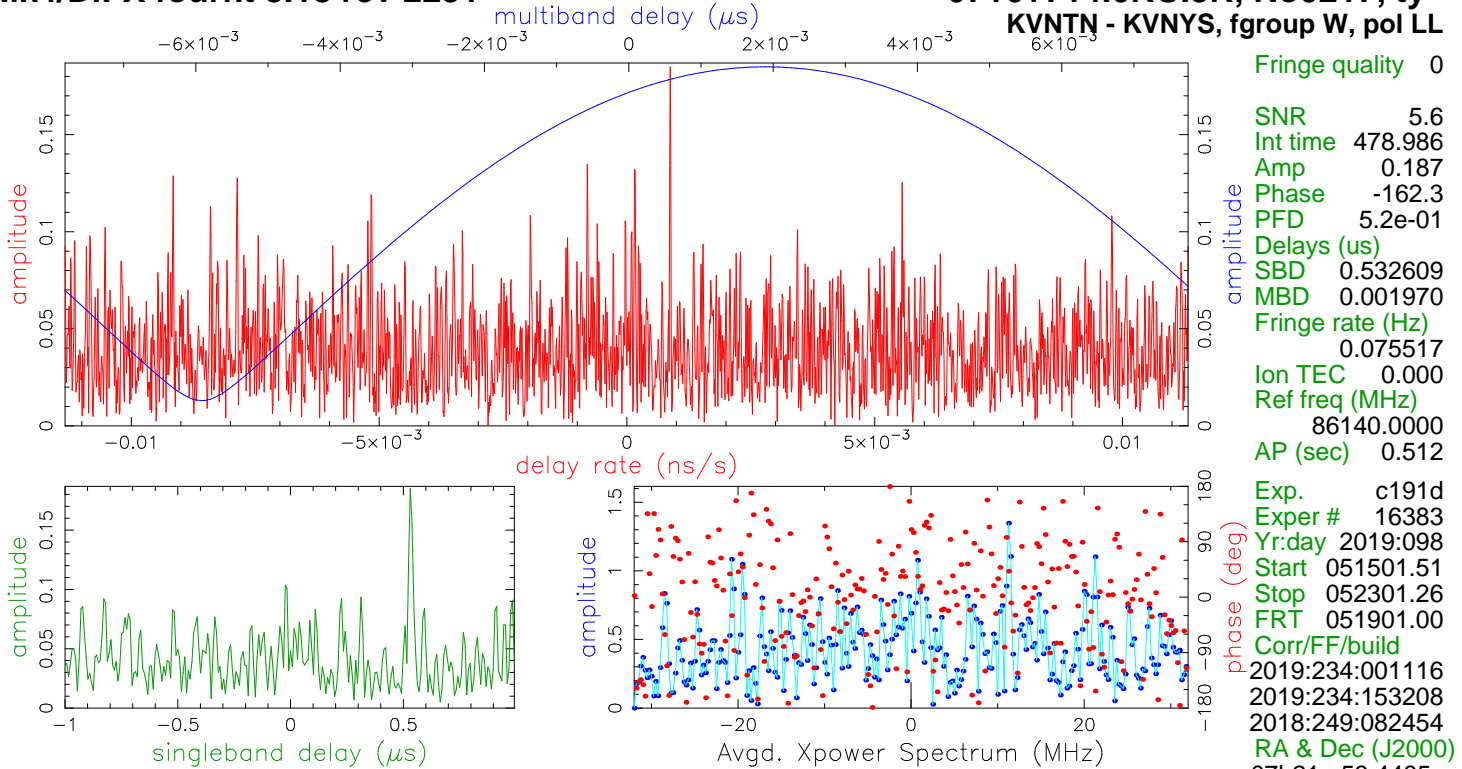 multiband delay (μs)
KVNTN - KVNYS, fgroup W, pol LL
−6×10⁻³ −4×10⁻³ −2×10⁻³ 0 2×10⁻³ 4×10⁻³ 6×10⁻³
amplitude
0 0.05 0.1 0.15
amplitude
0 0.05 0.1 0.15
−0.01 −5×10⁻³ 0 5×10⁻³ 0.01
delay rate (ns/s)
amplitude
0 0.05 0.1 0.15
−1 −0.5 0 0.5
singleband delay (μs)
amplitude
0 0.5 1 1.5
phase (deg)
−180 −90 0 90 180
−20 0 20
Avgd. Xpower Spectrum (MHz)
Fringe quality 0
SNR 5.6
Int time 478.986
Amp 0.187
Phase -162.3
PFD 5.2e-01
Delays (us)
SBD 0.532609
MBD 0.001970
Fringe rate (Hz)
0.075517
Ion TEC 0.000
Ref freq (MHz)
86140.0000
AP (sec) 0.512
Exp. c191d
Exper # 16383
Yr:day 2019:098
Start 051501.51
Stop 052301.26
FRT 051901.00
Corr/FF/build
2019:234:001116
2019:234:153208
2018:249:082454
RA & Dec (J2000)